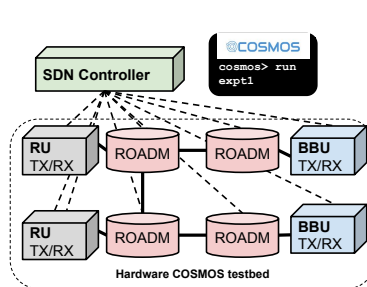 @COSMOS
cosmos> run
expt1
SDN Controller
RU
TX/RX
ROADM
ROADM
BBU
TX/RX
RU
TX/RX
ROADM
ROADM
BBU
TX/RX
Hardware COSMOS testbed